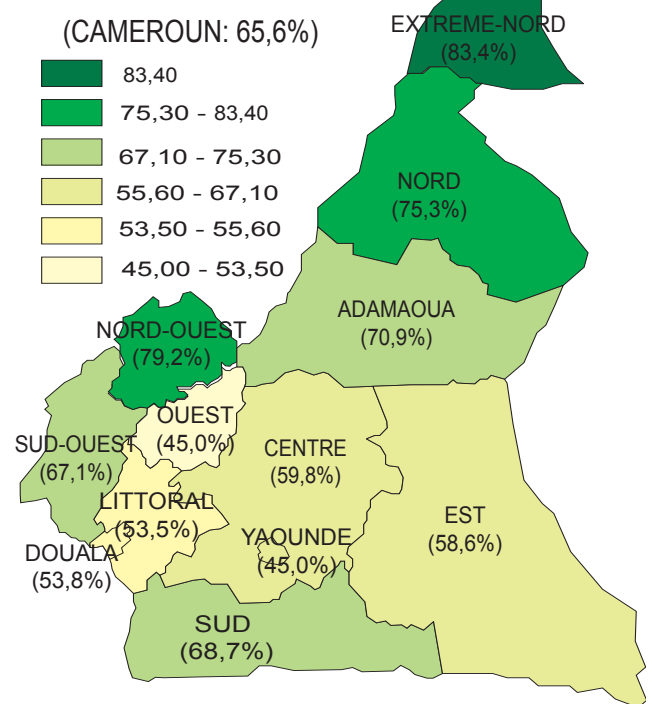 (CAMEROUN: 65,6%)
83,40
75,30 - 83,40
67,10 - 75,30
55,60 - 67,10
53,50 - 55,60
45,00 - 53,50
EXTREME-NORD
(83,4%)
NORD
(75,3%)
ADAMAOUA
(70,9%)
NORD-OUEST
(79,2%)
OUEST
(45,0%)
SUD-OUEST
(67,1%)
CENTRE
(59,8%)
LITTORAL
(53,5%)
EST
(58,6%)
YAOUNDE
(45,0%)
DOUALA
(53,8%)
SUD
(68,7%)